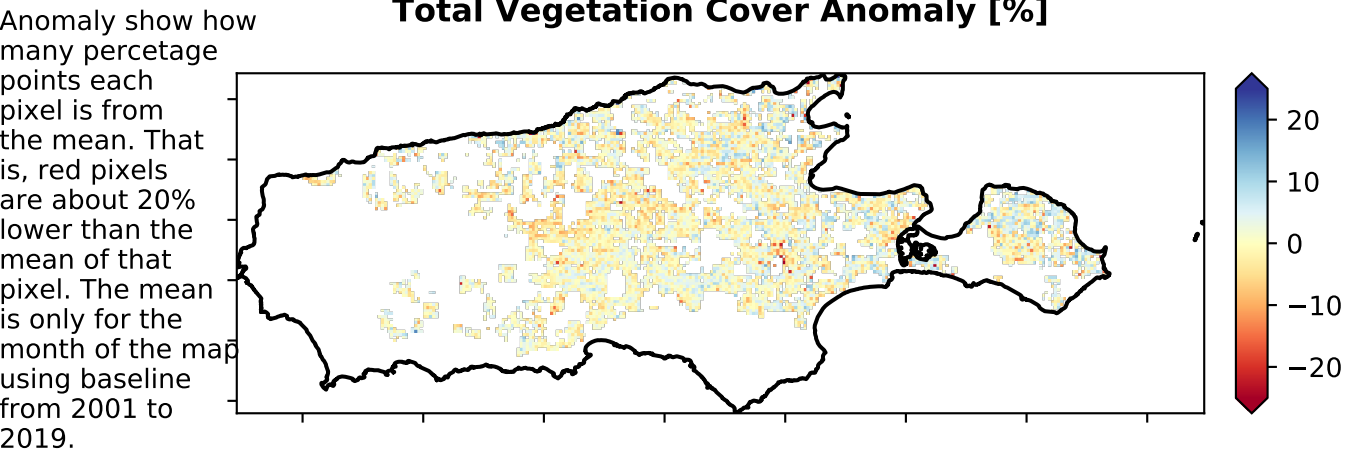 Total Vegetation Cover Anomaly [%]
Anomaly show how
many percetage
points each
pixel is from
the mean. That
is, red pixels
are about 20%
lower than the
mean of that
pixel. The mean
is only for the
month of the map
using baseline
from 2001 to
2019.
20
10
0
−10
−20